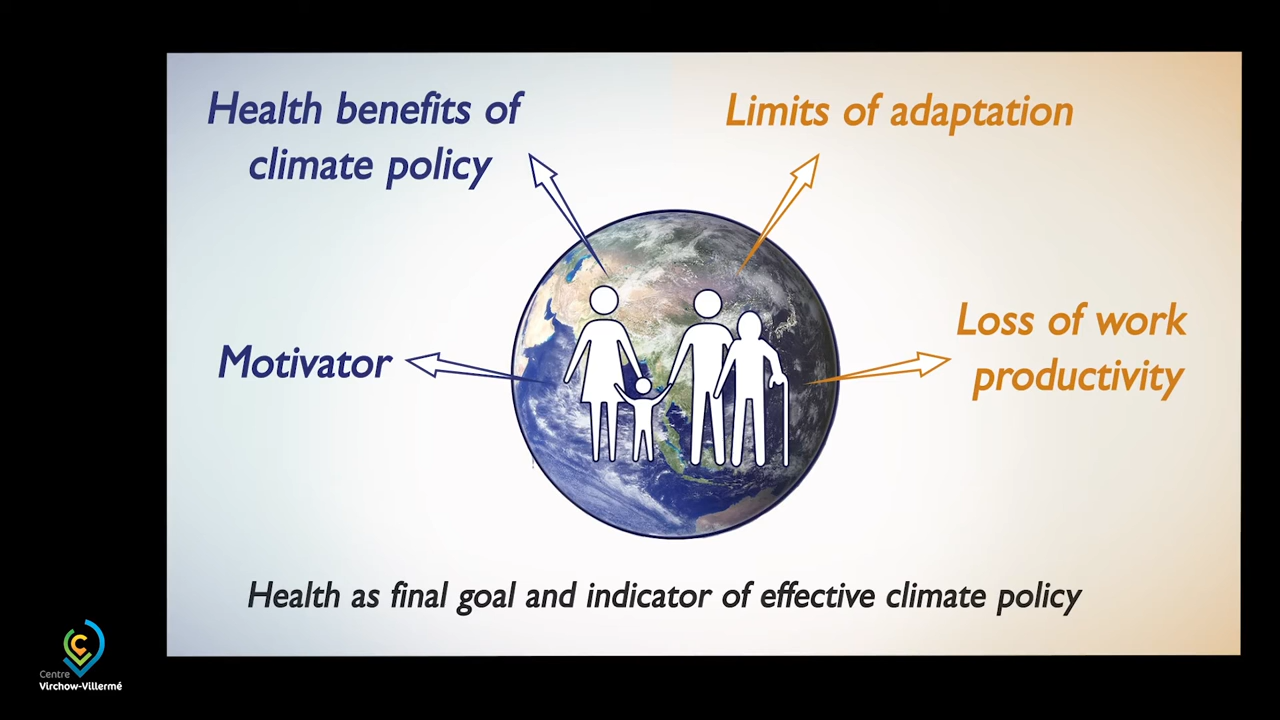 Health benefits of
climate policy
Limits of adaptation
Motivator
Loss of work
productivity
Health as final goal and indicator of effective climate policy
Centre
Virchow-Villermé